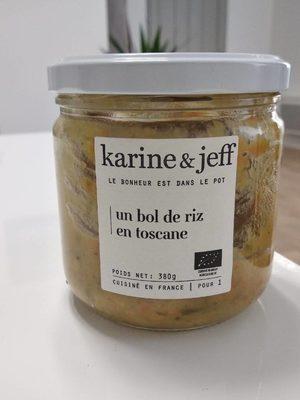 karine & jeff
LE BONHEUR EST DANS LE POT
un bol de riz
en toscane
POIDS NET: 380g
CUISINÉ EN FRANCE | POUR 1